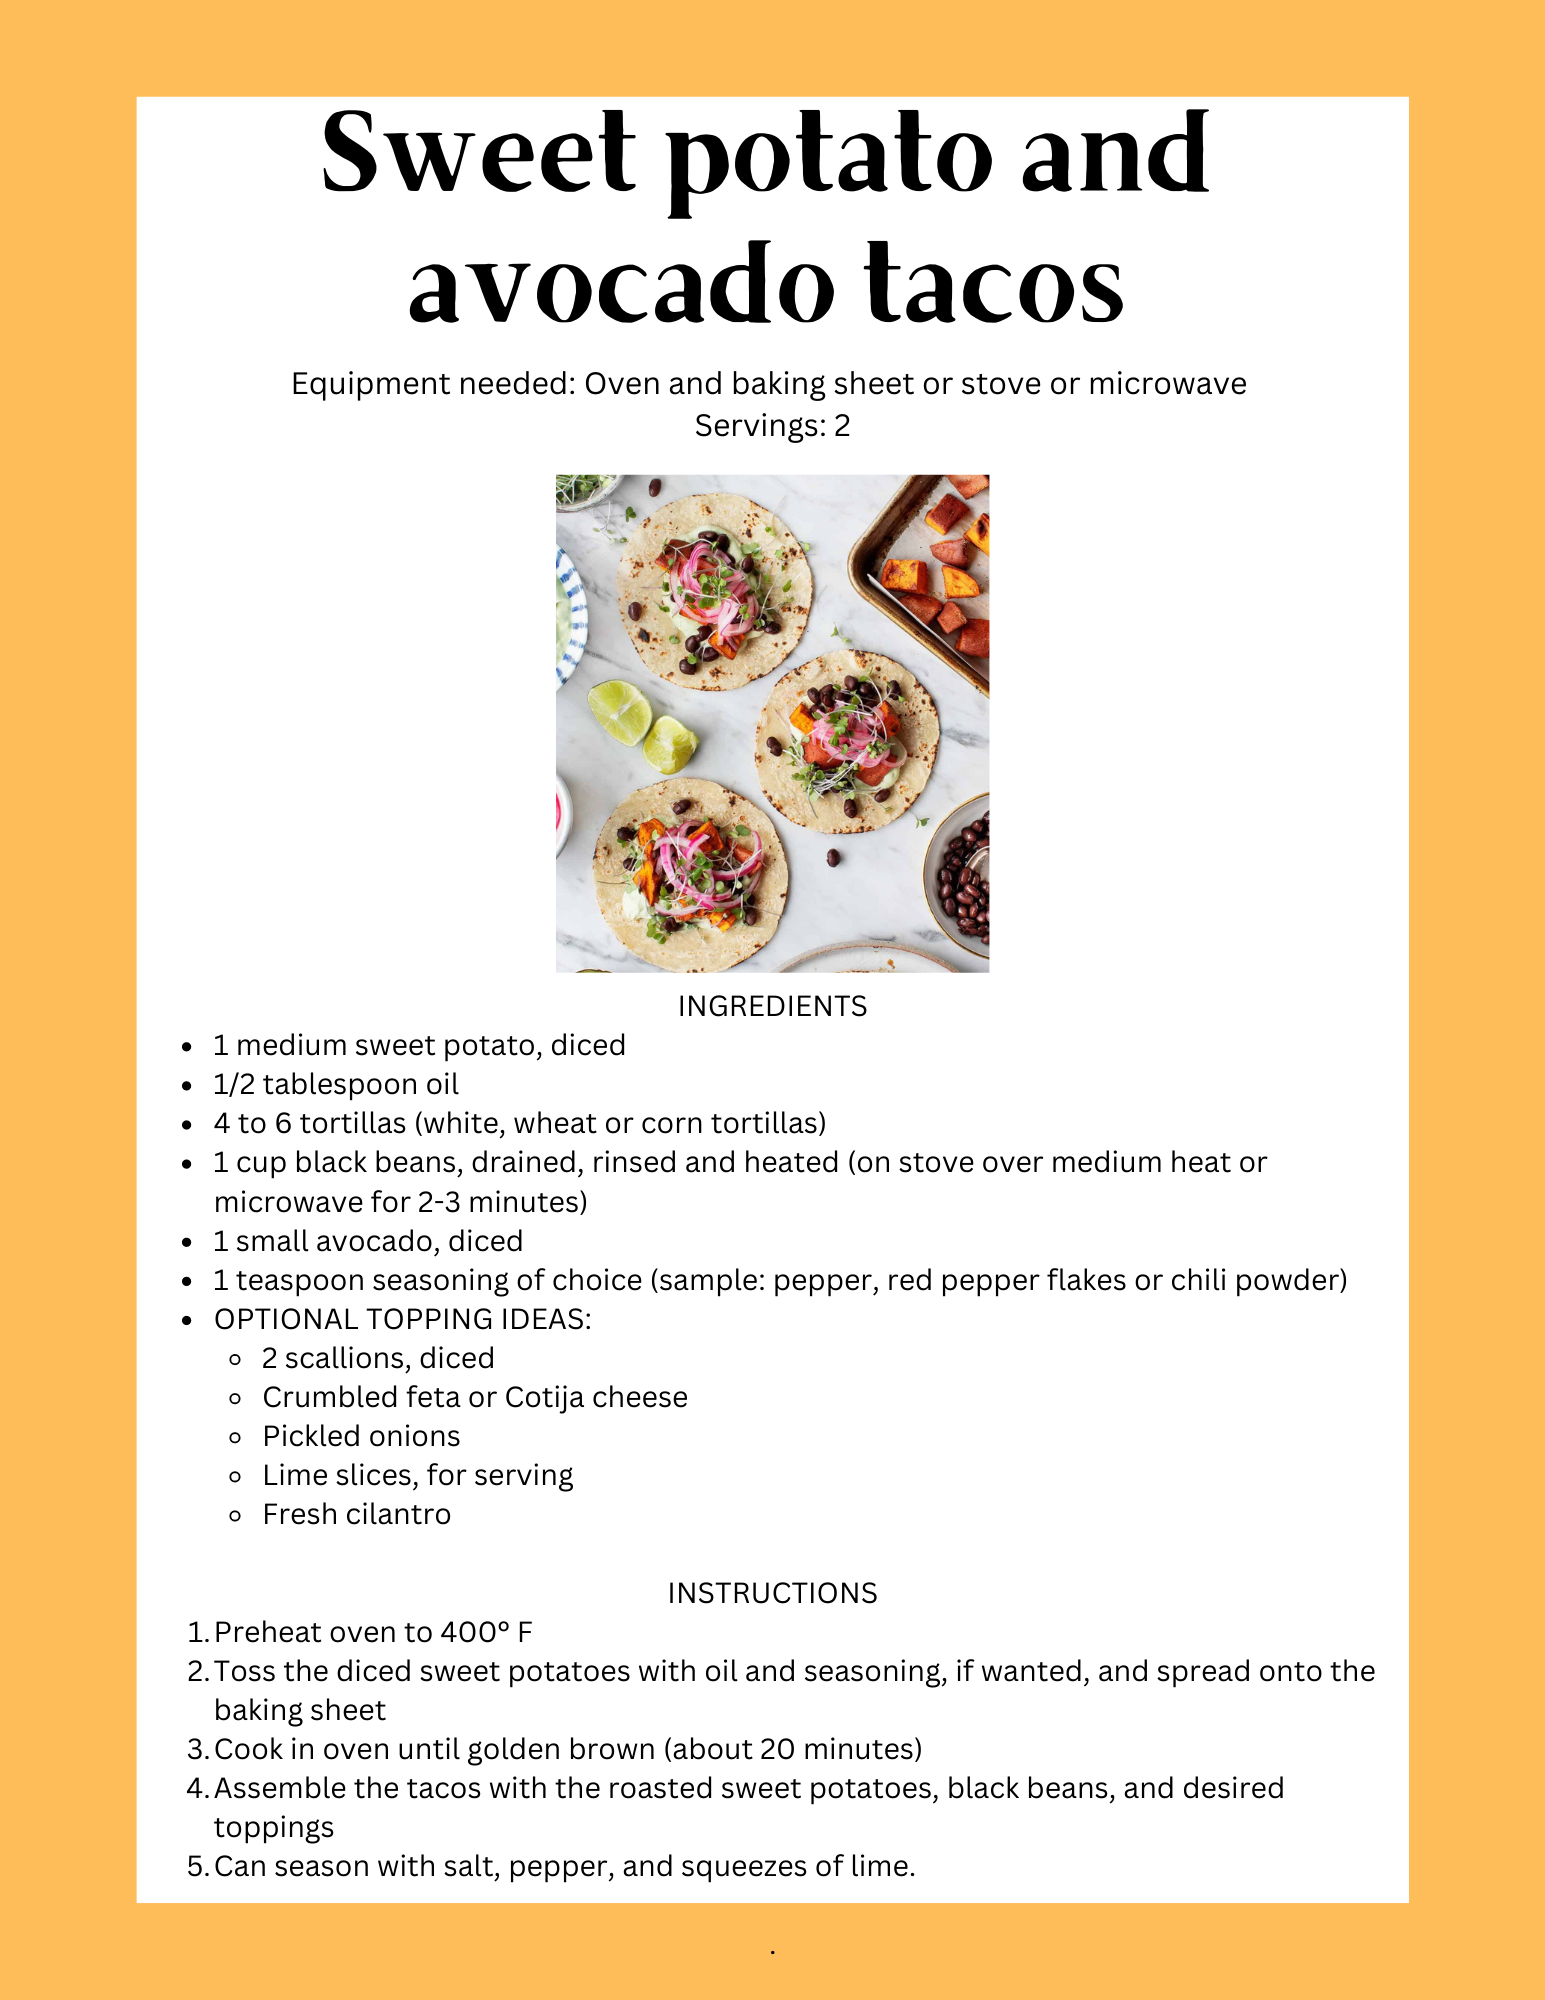 Sweet potato and
avocado tacos
Equipment needed: Oven and baking sheet or stove or microwave
Servings: 2
INGREDIENTS
• 1 medium sweet potato, diced
• 1/2 tablespoon oil
• 4 to 6 tortillas (white, wheat or corn tortillas)
• 1 cup black beans, drained, rinsed and heated (on stove over medium heat or
microwave for 2-3 minutes)
• 1 small avocado, diced
• 1 teaspoon seasoning of choice (sample: pepper, red pepper flakes or chili powder)
• OPTIONAL TOPPING IDEAS:
◦ 2 scallions, diced
◦ Crumbled feta or Cotija cheese
◦ Pickled onions
◦ Lime slices, for serving
◦ Fresh cilantro
INSTRUCTIONS
1. Preheat oven to 400° F
2. Toss the diced sweet potatoes with oil and seasoning, if wanted, and spread onto the
baking sheet
3. Cook in oven until golden brown (about 20 minutes)
4. Assemble the tacos with the roasted sweet potatoes, black beans, and desired
toppings
5. Can season with salt, pepper, and squeezes of lime.
.